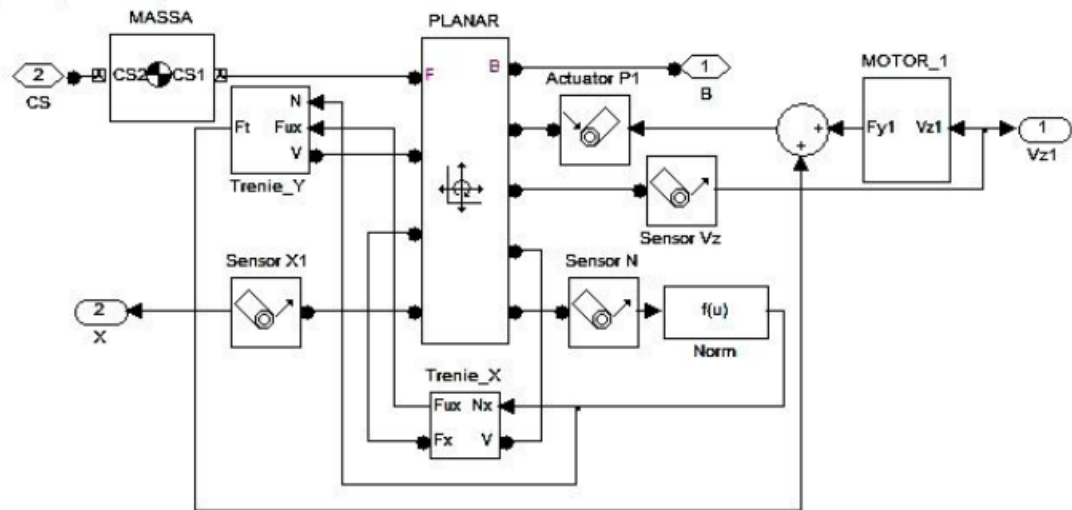 MASSA
PLANAR
2
CS2
CS1
F
B
1
CS
Actuator P1
MOTOR_1
B
N
Ft
Fux
V
Fy1
Vz1
1
Vz1
Trenie_Y
Sensor Vz
Sensor X1
Sensor N
2
f(u)
X
Norm
Trenie_X
Fux
Nx
Fx
V